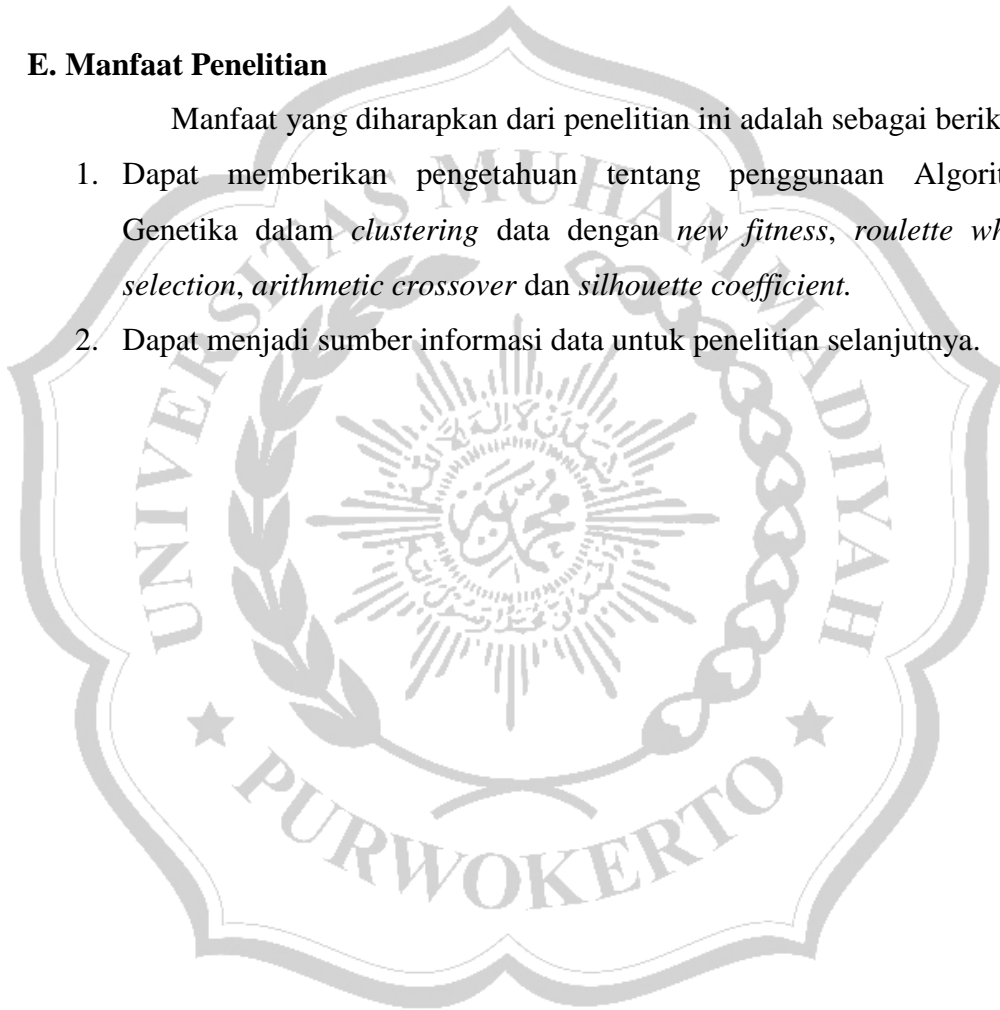 E. Manfaat Penelitian
Manfaat yang diharapkan dari penelitian ini adalah sebagai berik
1. Dapat memberikan pengetahuan tentang penggunaan Algorit
Genetika dalam clustering data dengan new fitness, roulette wh
selection, arithmetic crossover dan silhouette coefficient.
2. Dapat menjadi sumber informasi data untuk penelitian selanjutnya.
UNIVERSITAS MUHAMMADIYAH
PURWOKERTO